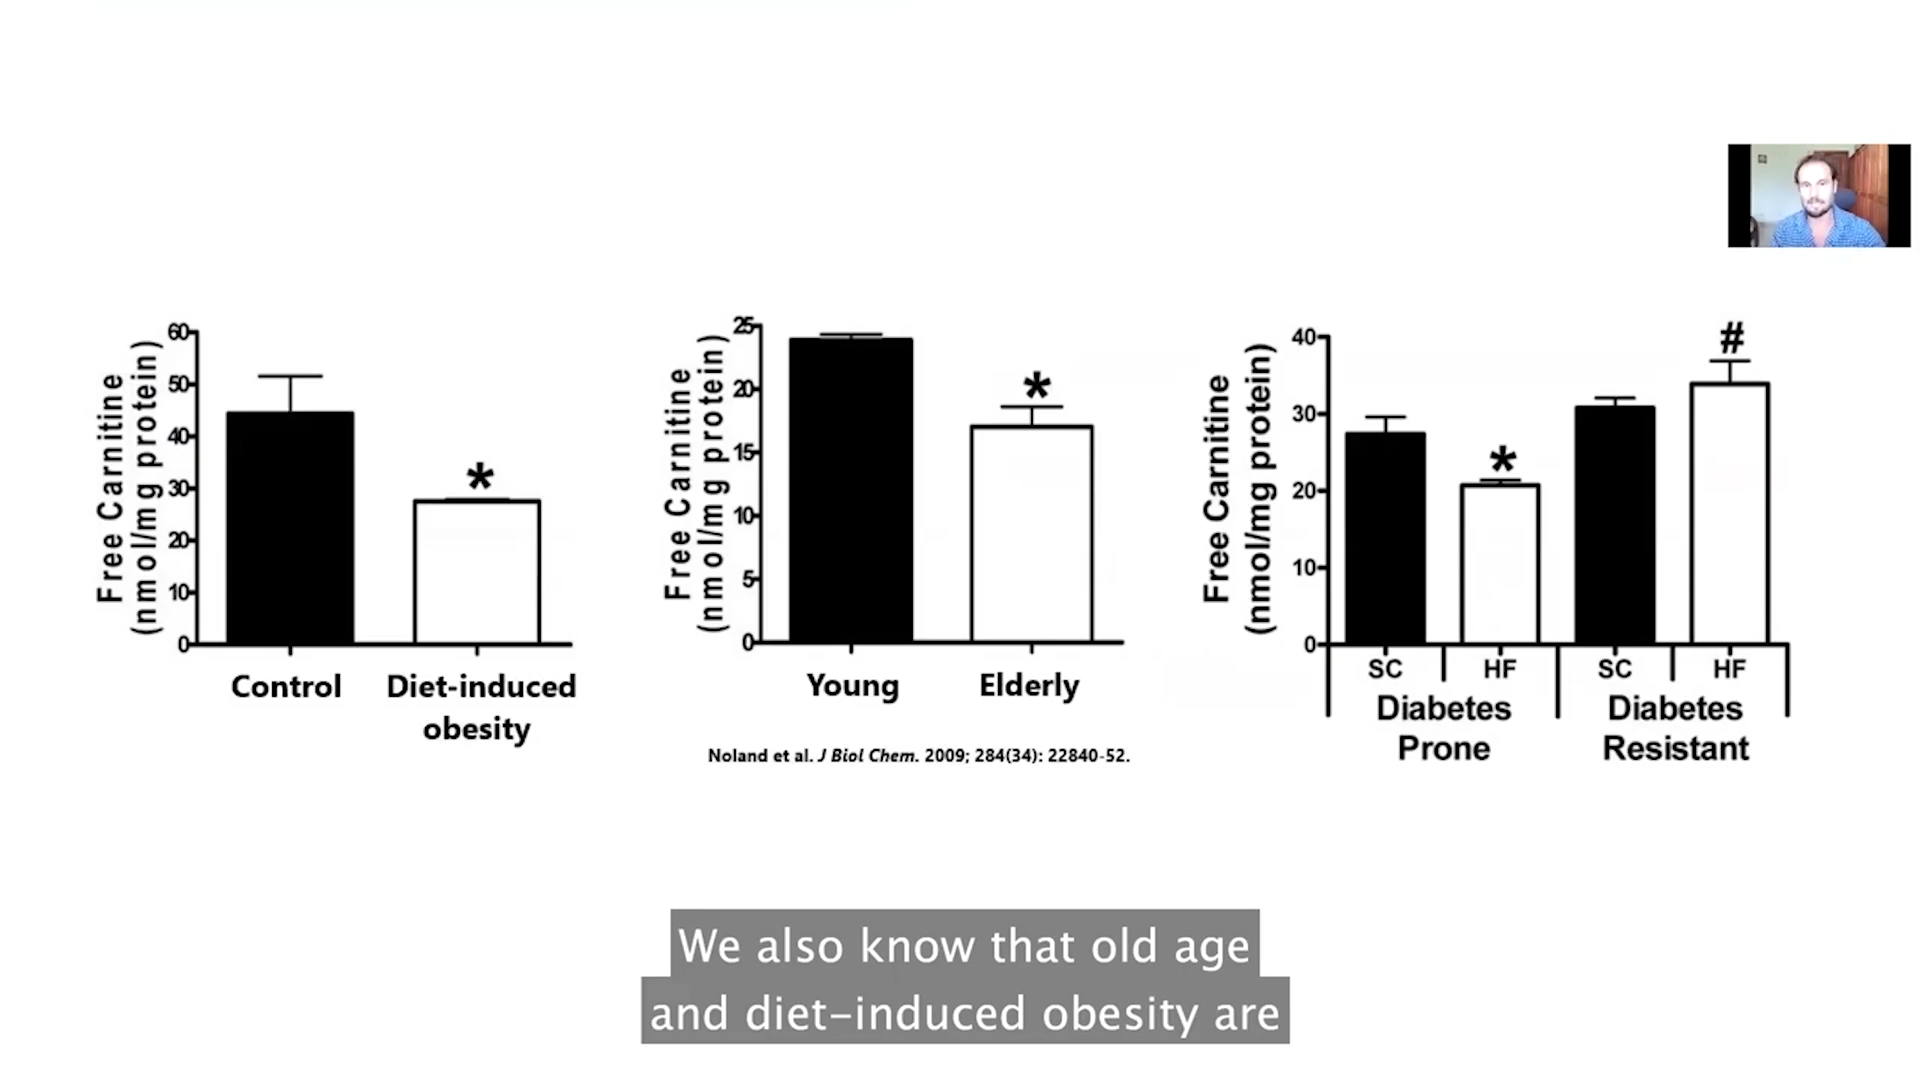 Free Carnitine
(nmol/mg protein)
60
50
40
30
20
10
0
*
Control
Diet-induced
obesity
Free Carnitine
(nmol/mg protein)
25
20
15
10
5
0
*
Young
Elderly
Noland et al. J Biol Chem. 2009; 284(34): 22840-52.
Free Carnitine
(nmol/mg protein)
40
30
20
10
0
*
#
SC
HF
SC
HF
Diabetes
Prone
Diabetes
Resistant
We also know that old age
and diet-induced obesity are